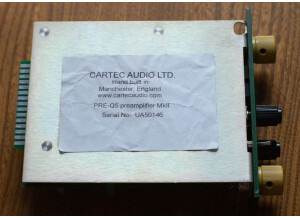 CARTEC AUDIO LTD.
Hand built in
Manchester, England
www.cartecaudio.com
PRE-Q5 preamplifier MkII
Serial No: UA50146